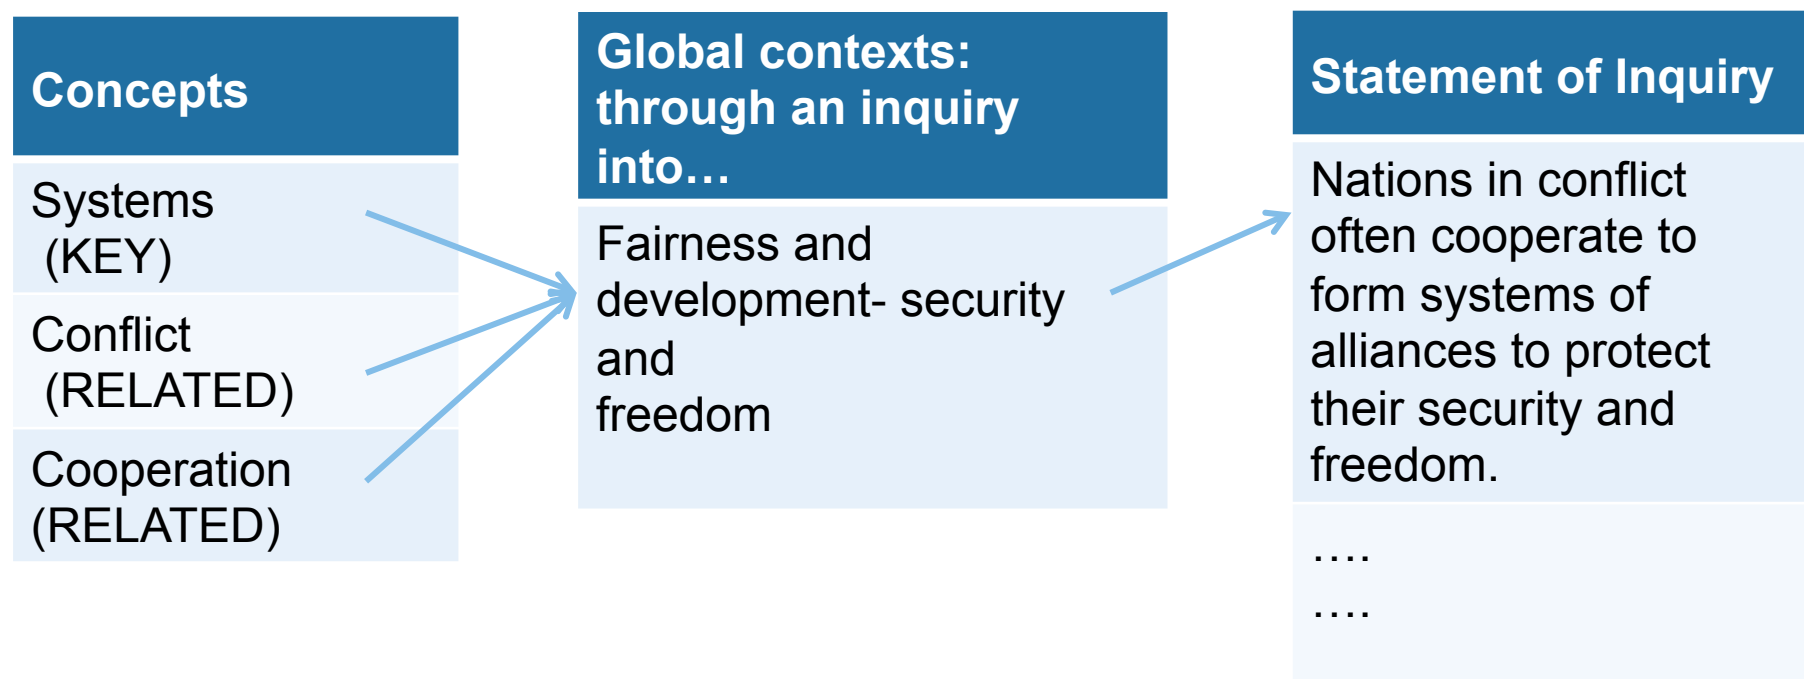 Concepts
Systems
(KEY)
Conflict
(RELATED)
Cooperation
(RELATED)
Global contexts:
through an inquiry
into…
Fairness and
development- security
and
freedom
Statement of Inquiry
Nations in conflict
often cooperate to
form systems of
alliances to protect
their security and
freedom.
….
….